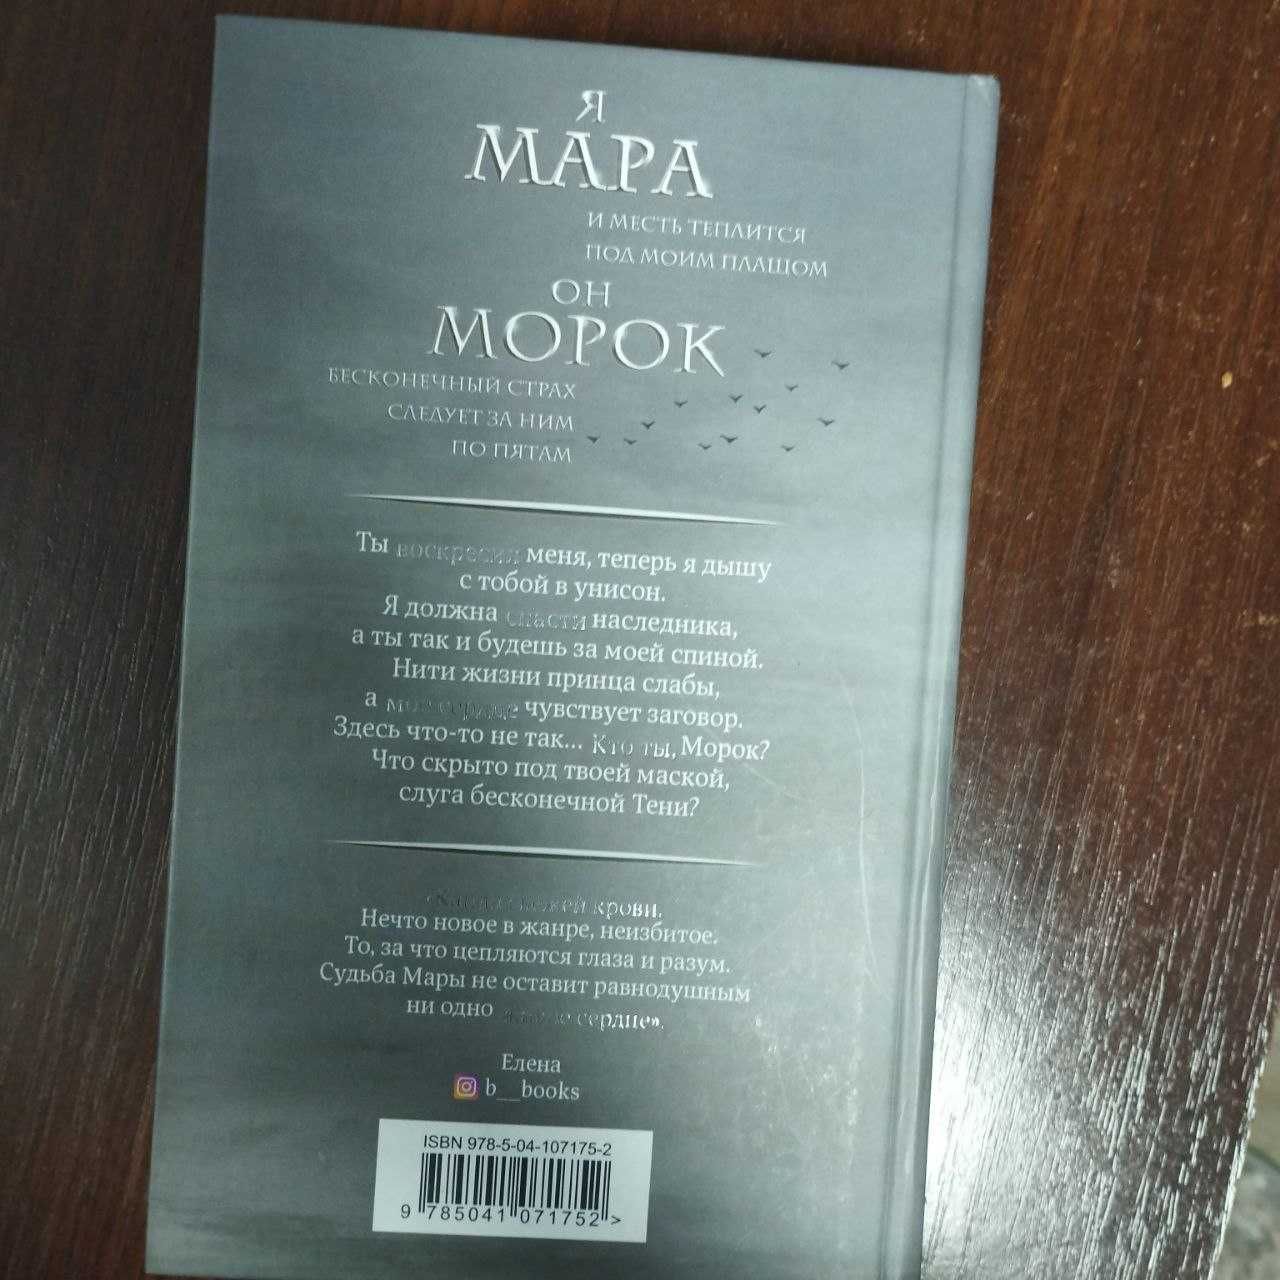 Я
МАРА
И МЕСТЬ ТЕПЛИТСЯ
ПОД МОИМ ПЛАЩОМ
ОН
МОРОК
БЕСКОНЕЧНЫЙ СТРАХ
СЛЕДУЕТ ЗА НИМ
ПО ПЯТАМ
Ты воскресил меня, теперь я дышу
с тобой в унисон.
Я должна спасти наследника,
а ты так и будешь за моей спиной.
Нити жизни принца слабы,
а мое сердце чувствует заговор.
Здесь что-то не так... Кто ты, Морок?
Что скрыто под твоей маской,
слуга бесконечной Тени?
крови.
Нечто новое в жанре, неизбитое.
То, за что цепляются глаза и разум.
Судьба Мары не оставит равнодушным
ни одно сердце».
Елена
b__books
ISBN 978-5-04-107175-2
9 785041 071752 >